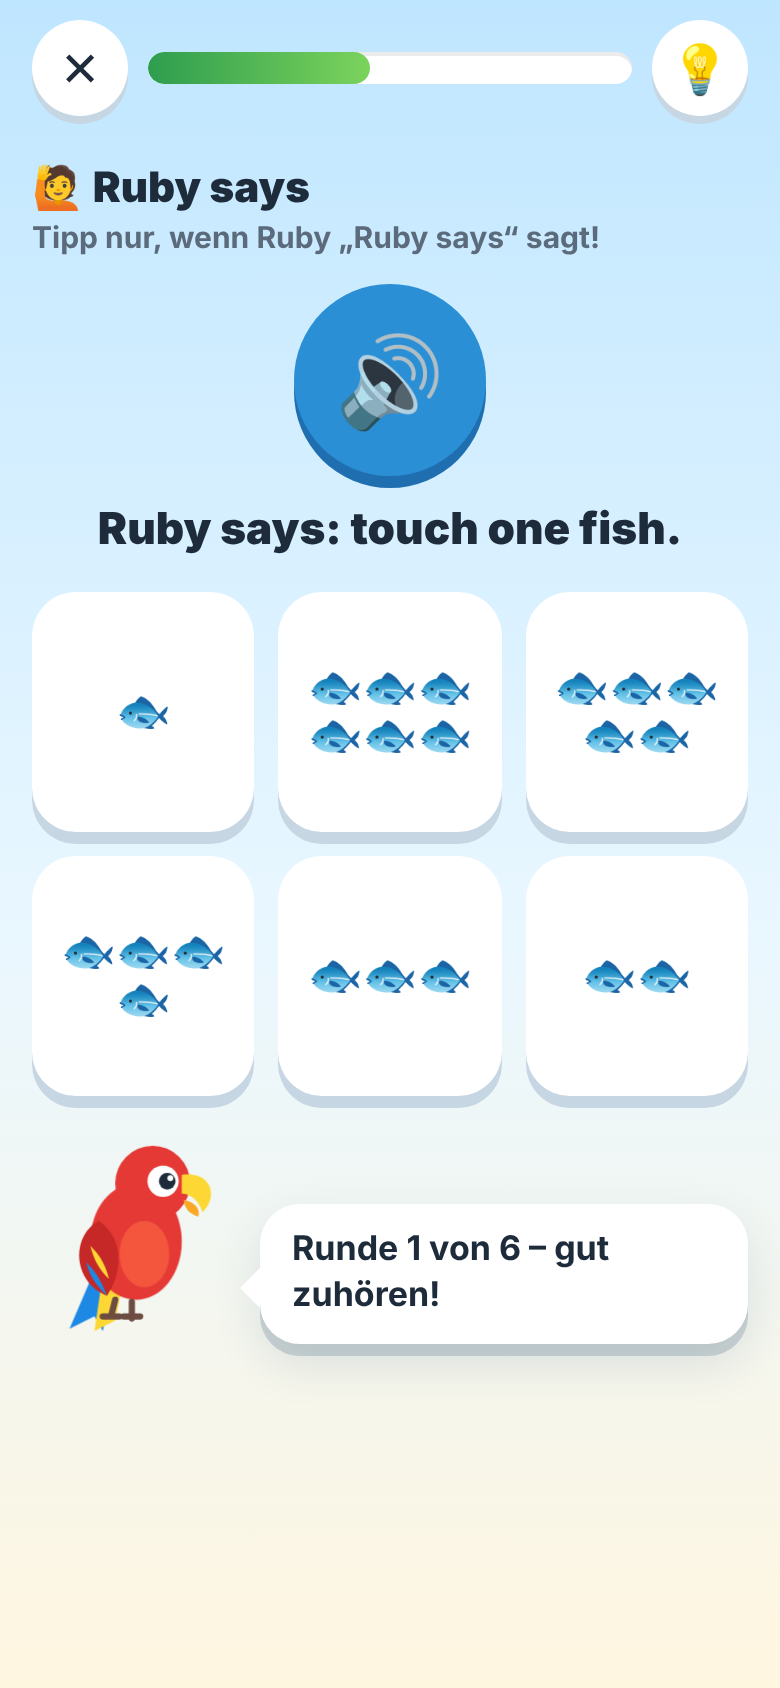 Ruby says
Tipp nur, wenn Ruby „Ruby says“ sagt!
Ruby says: touch one fish.
Runde 1 von 6 – gut
zuhören!